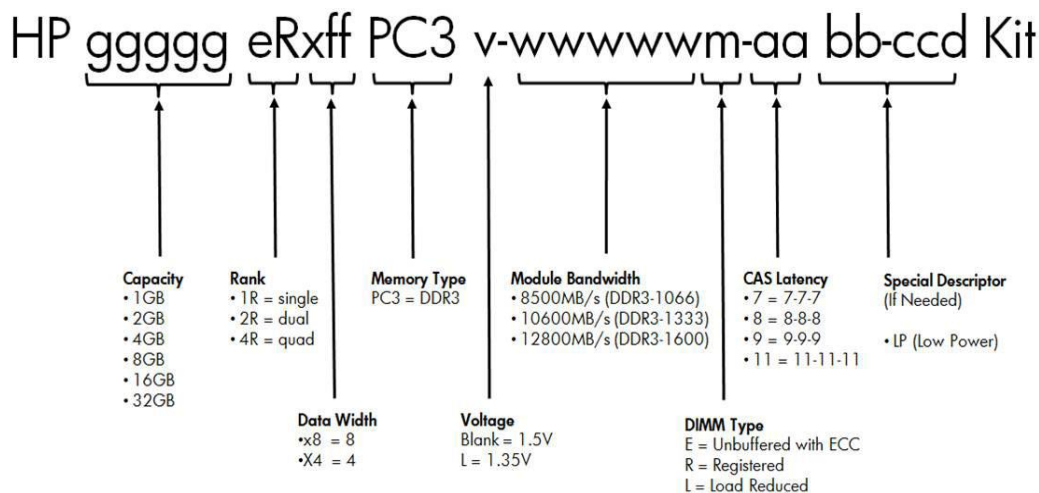 HP ggggg eRxff PC3 v-wwwwwm-aa bb-ccd Kit
Capacity
• 1GB
• 2GB
• 4GB
• 8GB
• 16GB
• 32GB
Rank
• 1R = single
• 2R = dual
• 4R = quad
Data Width
•x8 = 8
•X4 = 4
Memory Type
PC3 = DDR3
Voltage
Blank = 1.5V
L = 1.35V
Module Bandwidth
• 8500MB/s (DDR3-1066)
• 10600MB/s (DDR3-1333)
• 12800MB/s (DDR3-1600)
DIMM Type
E = Unbuffered with ECC
R = Registered
L = Load Reduced
CAS Latency
• 7 = 7-7-7
• 8 = 8-8-8
• 9 = 9-9-9
• 11 = 11-11-11
Special Descriptor
(If Needed)
• LP (Low Power)